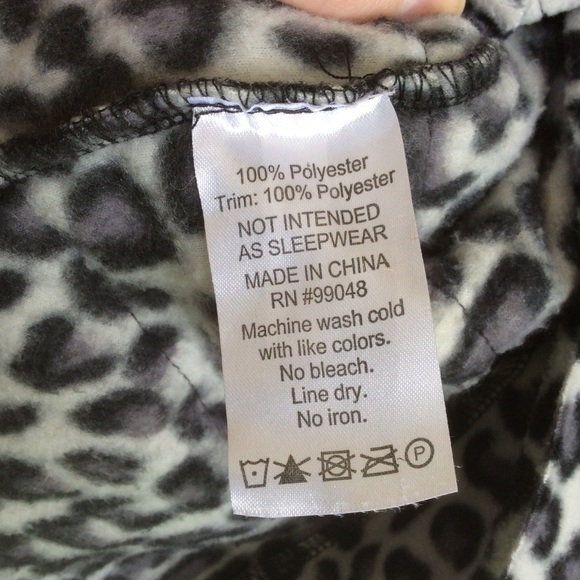 100% Polyester
Trim: 100% Polyester
NOT INTENDED
AS SLEEPWEAR
MADE IN CHINA
RN #99048
Machine wash cold
with like colors.
No bleach.
Line dry.
No iron.
P